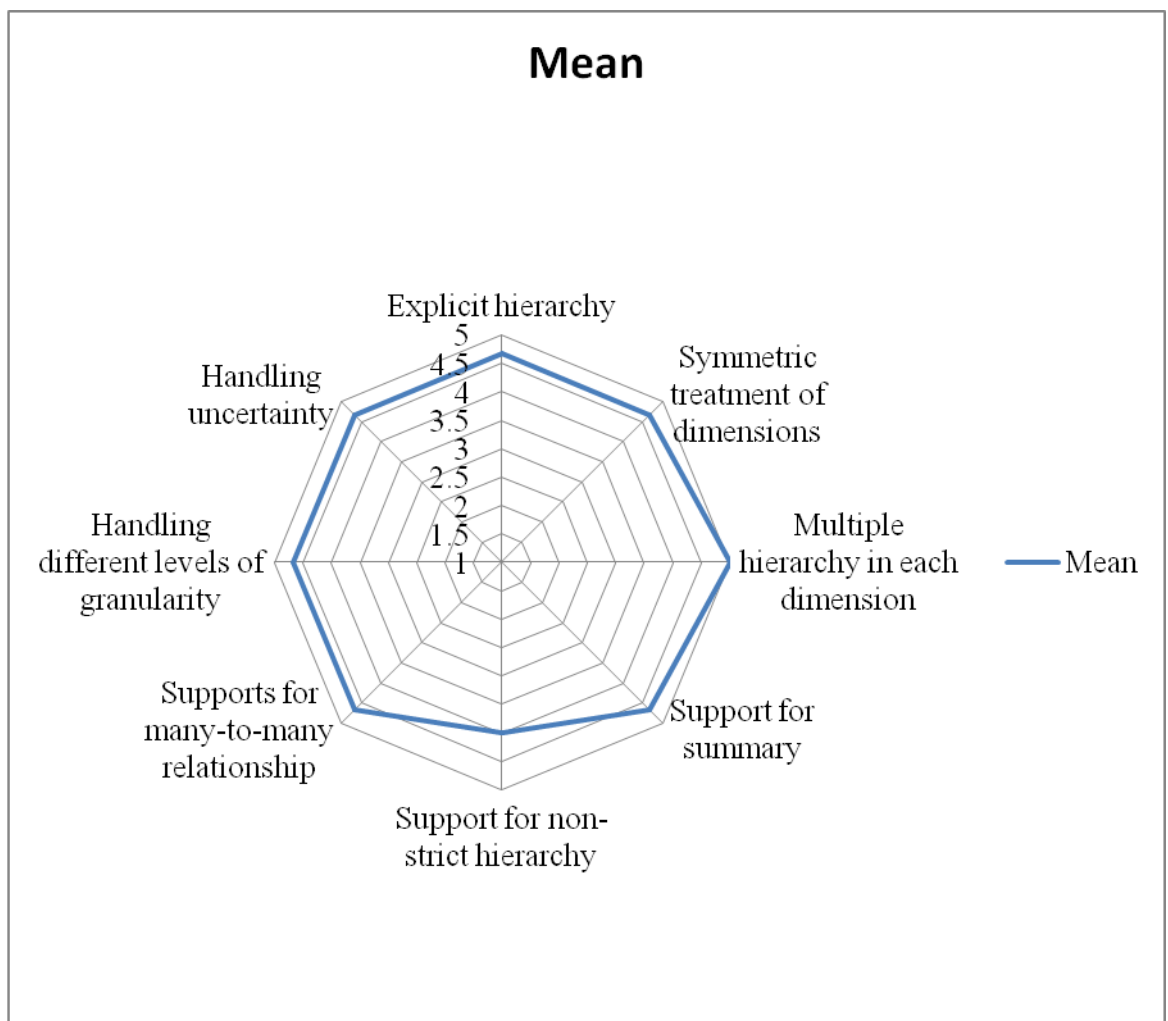 Mean
Explicit hierarchy
5
4.5
4
3.5
3
2.5
2
1.5
1
Symmetric
treatment of
dimensions
Multiple
hierarchy in each
dimension
Support for
summary
Support for non-
strict hierarchy
Supports for
many-to-many
relationship
Handling
different levels of
granularity
Handling
uncertainty
Mean